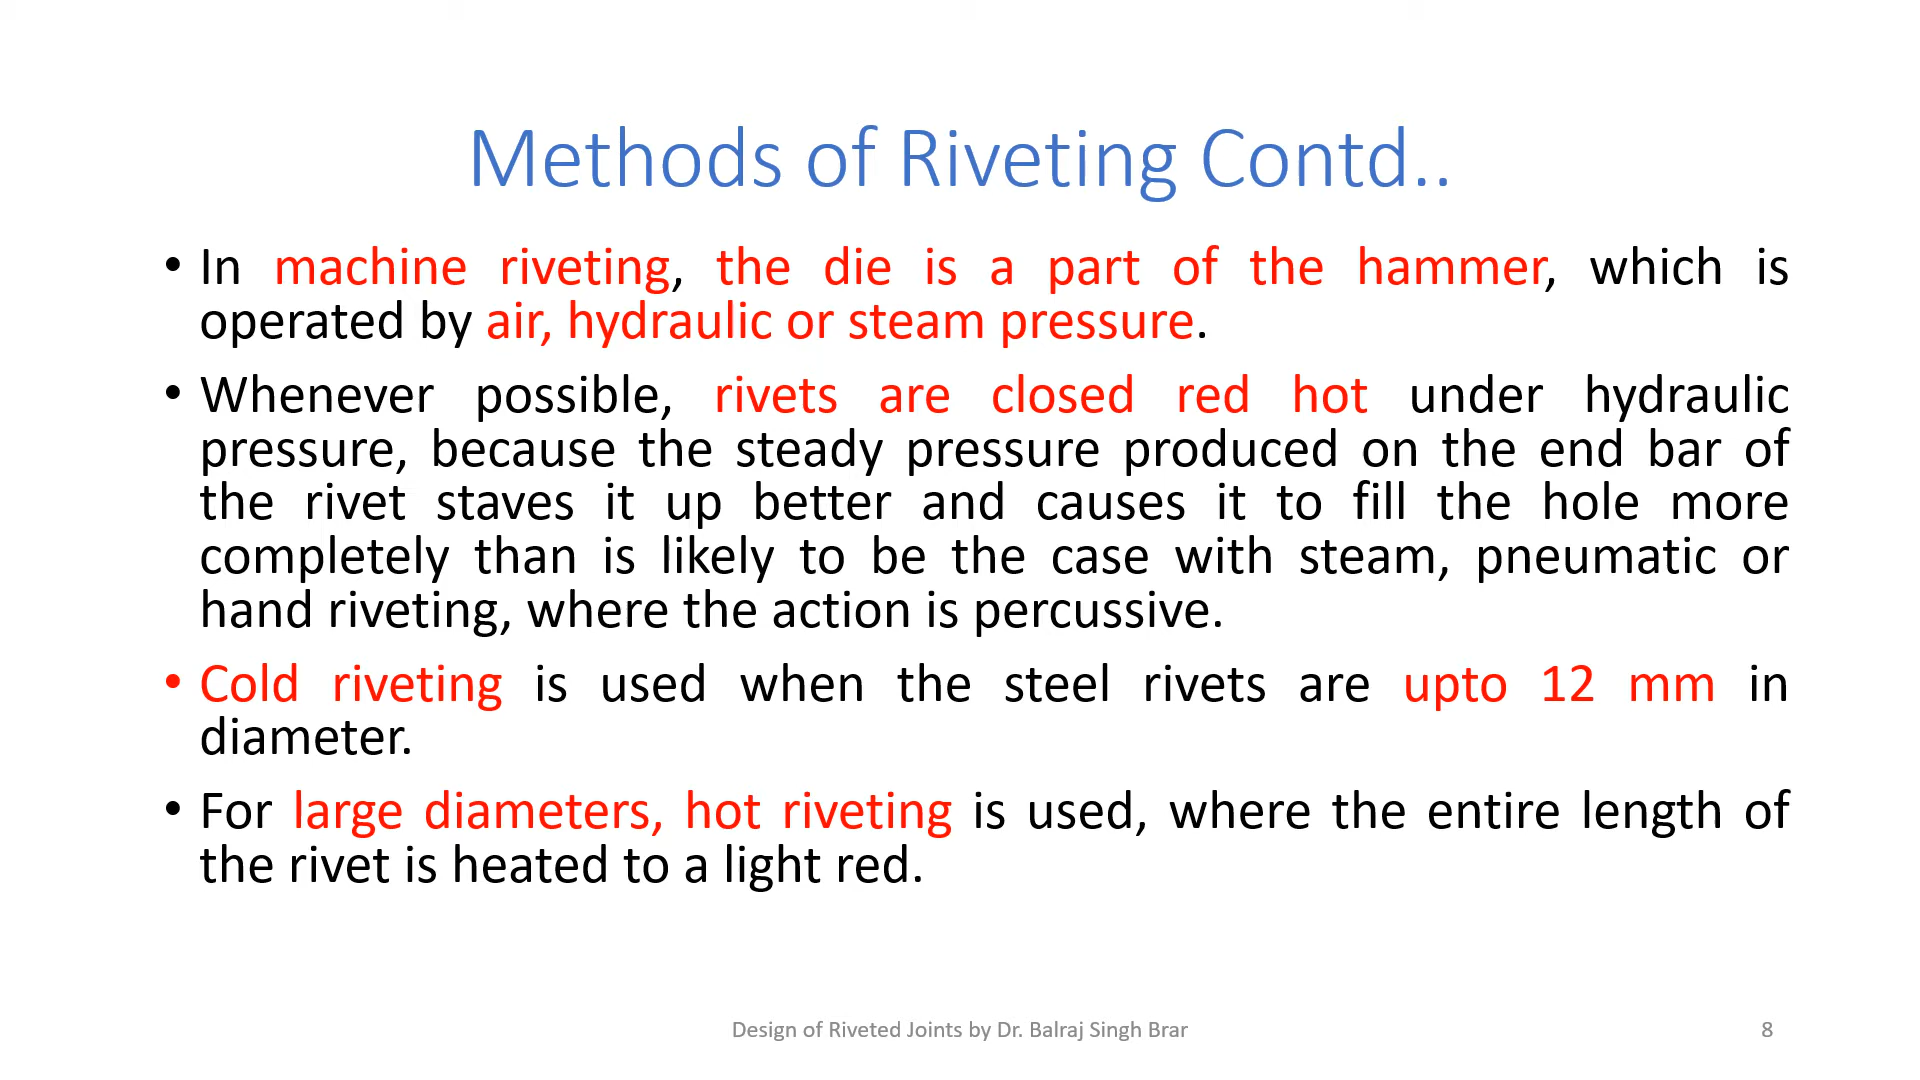 Methods of Riveting Contd..
• In machine riveting, the die is a part of the hammer, which is
operated by air, hydraulic or steam pressure.
• Whenever possible, rivets are closed red hot under hydraulic
pressure, because the steady pressure produced on the end bar of
the rivet staves it up better and causes it to fill the hole more
completely than is likely to be the case with steam, pneumatic or
hand riveting, where the action is percussive.
• Cold riveting is used when the steel rivets are upto 12 mm in
diameter.
• For large diameters, hot riveting is used, where the entire length of
the rivet is heated to a light red.
Design of Riveted Joints by Dr. Balraj Singh Brar
8